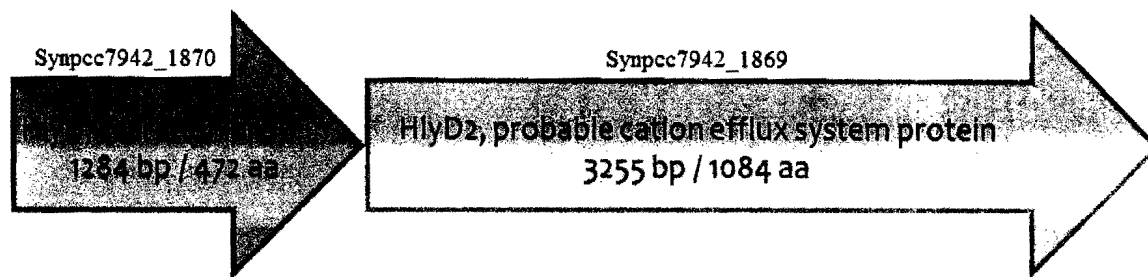 Synpcc7942_1870
Synpcc7942_1869
1284 bp / 472 aa
HlyD2, probable cation efflux system protein
3255 bp / 1084 aa